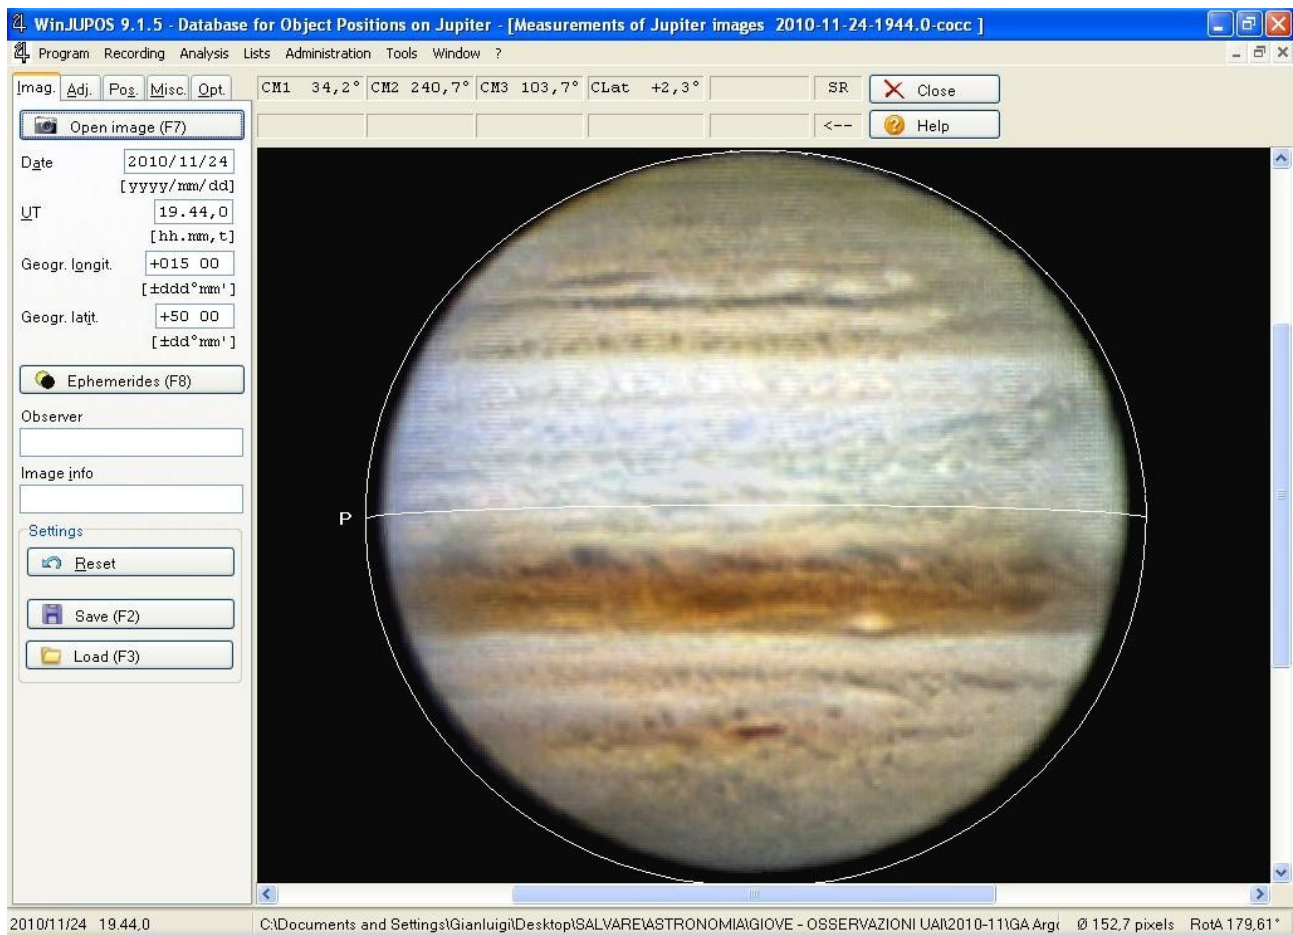 WinJUPOS 9.1.5 - Database for Object Positions on Jupiter - [Measurements of Jupiter images 2010-11-24-1944.0-cocc ]
Program Recording Analysis Lists Administration Tools Window ?
Imag. Adj. Pos. Misc. Opt.
CM1 34,2° CM2 240,7° CM3 103,7° CLat +2,3° SR Close
Open image (F7)
<-- Help
Date 2010/11/24
[yyyy/mm/dd]
UT 19.44,0
[hh.mm,t]
Geogr. longit. +015 00
[±ddd°mm']
Geogr. latit. +50 00
[±dd°mm']
Ephemerides (F8)
Observer
Image info
P
Settings
Reset
Save (F2)
Load (F3)
2010/11/24 19.44,0 C:\Documents and Settings\Gianluigi\Desktop\SALVARE\ASTRONOMIA\GIOVE - OSSERVAZIONI UAI\2010-11\GA Arg Ø 152,7 pixels RotA 179,61°